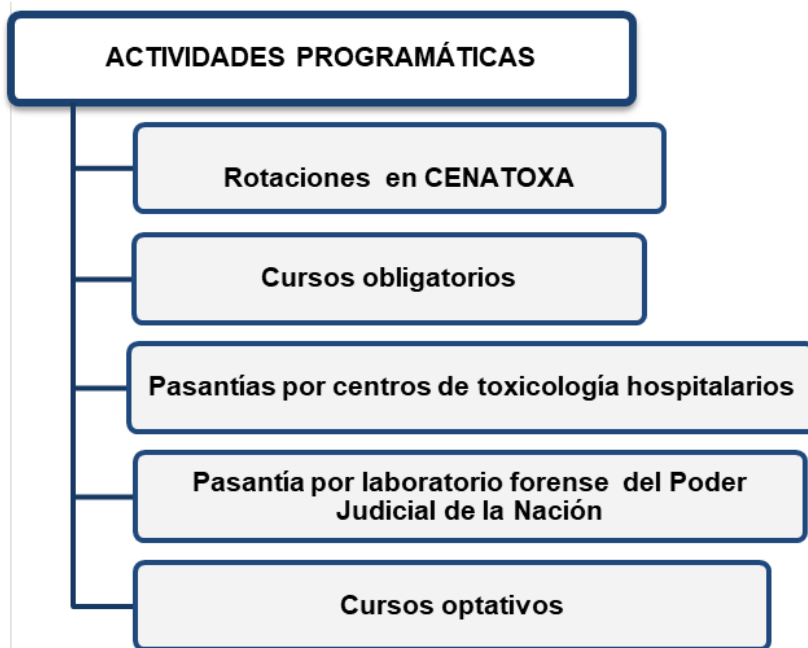 ACTIVIDADES PROGRAMÁTICAS
Rotaciones en CENATOXA
Cursos obligatorios
Pasantías por centros de toxicología hospitalarios
Pasantía por laboratorio forense del Poder
Judicial de la Nación
Cursos optativos